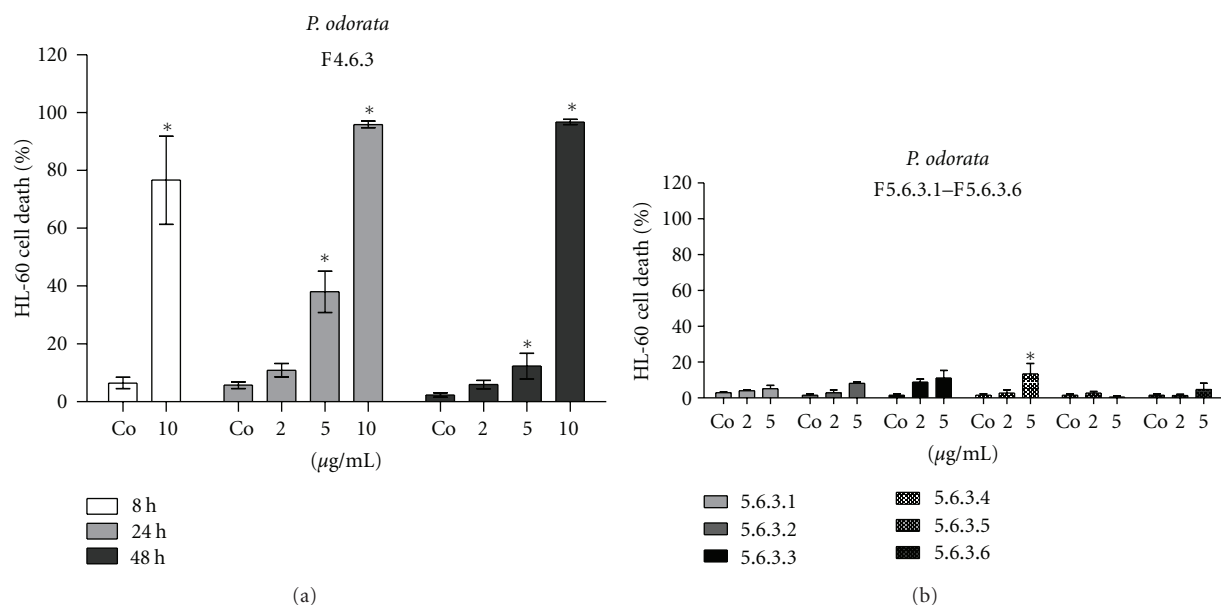 P. odorata
F4.6.3
120
100
80
60
40
20
0
HL-60 cell death (%)
*
*
*
*
*
Co 10 Co 2 5 10 Co 2 5 10
(µg/mL)
8 h
24 h
48 h
(a)
P. odorata
F5.6.3.1–F5.6.3.6
120
100
80
60
40
20
0
HL-60 cell death (%)
*
Co 2 5 Co 2 5 Co 2 5 Co 2 5 Co 2 5 Co 2 5
(µg/mL)
5.6.3.1
5.6.3.2
5.6.3.3
5.6.3.4
5.6.3.5
5.6.3.6
(b)